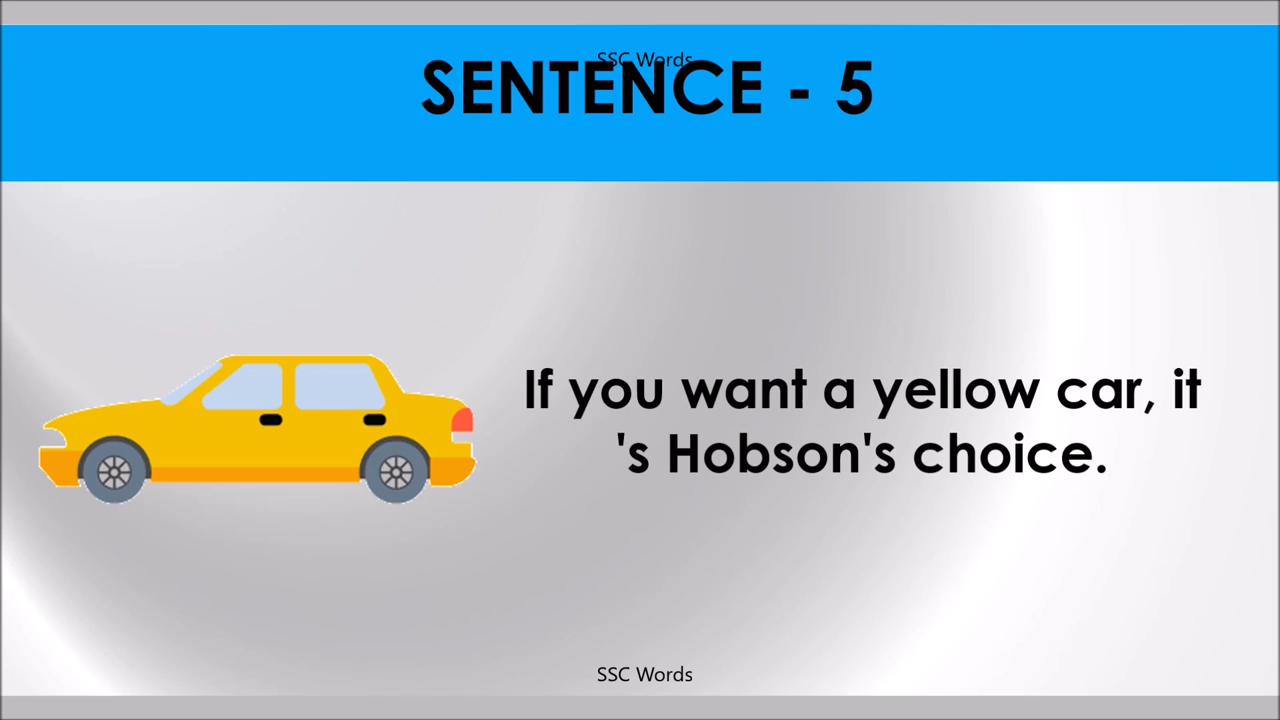 SSC Words
SENTENCE - 5
If you want a yellow car, it
's Hobson's choice.
SSC Words